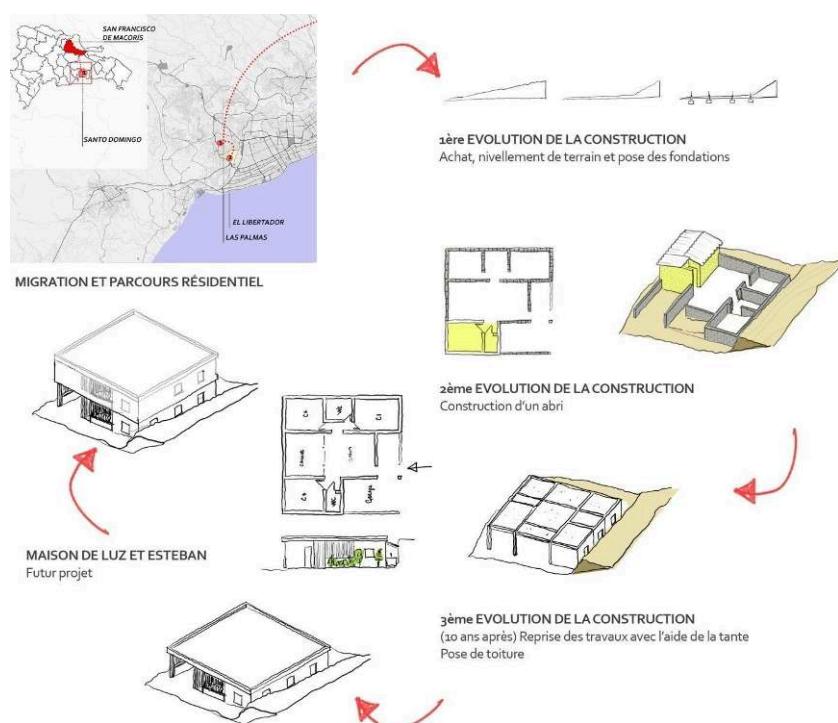 SAN FRANCISCO
DE MACORÍS
SANTO DOMINGO
EL LIBERTADOR
LAS PALMAS
MIGRATION ET PARCOURS RÉSIDENTIEL
1ère EVOLUTION DE LA CONSTRUCTION
Achat, nivellement de terrain et pose des fondations
2ème EVOLUTION DE LA CONSTRUCTION
Construction d'un abri
MAISON DE LUZ ET ESTEBAN
Futur projet
3ème EVOLUTION DE LA CONSTRUCTION
(10 ans après) Reprise des travaux avec l'aide de la tante
Pose de toiture